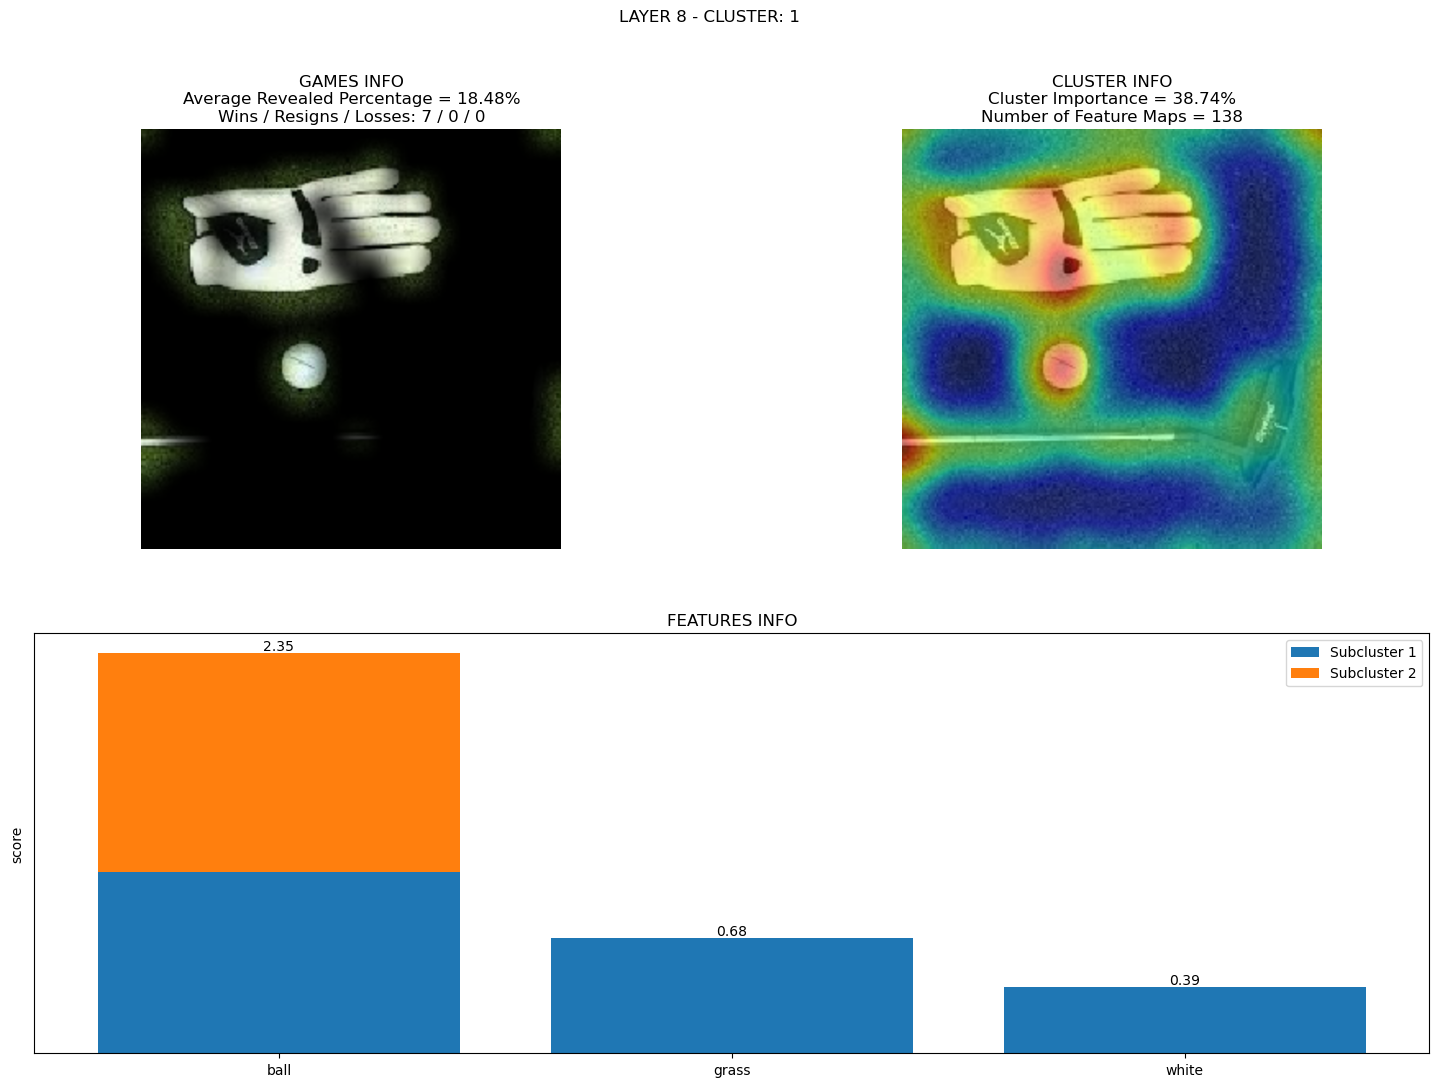 LAYER 8 - CLUSTER: 1
GAMES INFO
Average Revealed Percentage = 18.48%
Wins / Resigns / Losses: 7 / 0 / 0
CLUSTER INFO
Cluster Importance = 38.74%
Number of Feature Maps = 138
FEATURES INFO
2.35
Subcluster 1
Subcluster 2
score
0.68
0.39
ball
grass
white